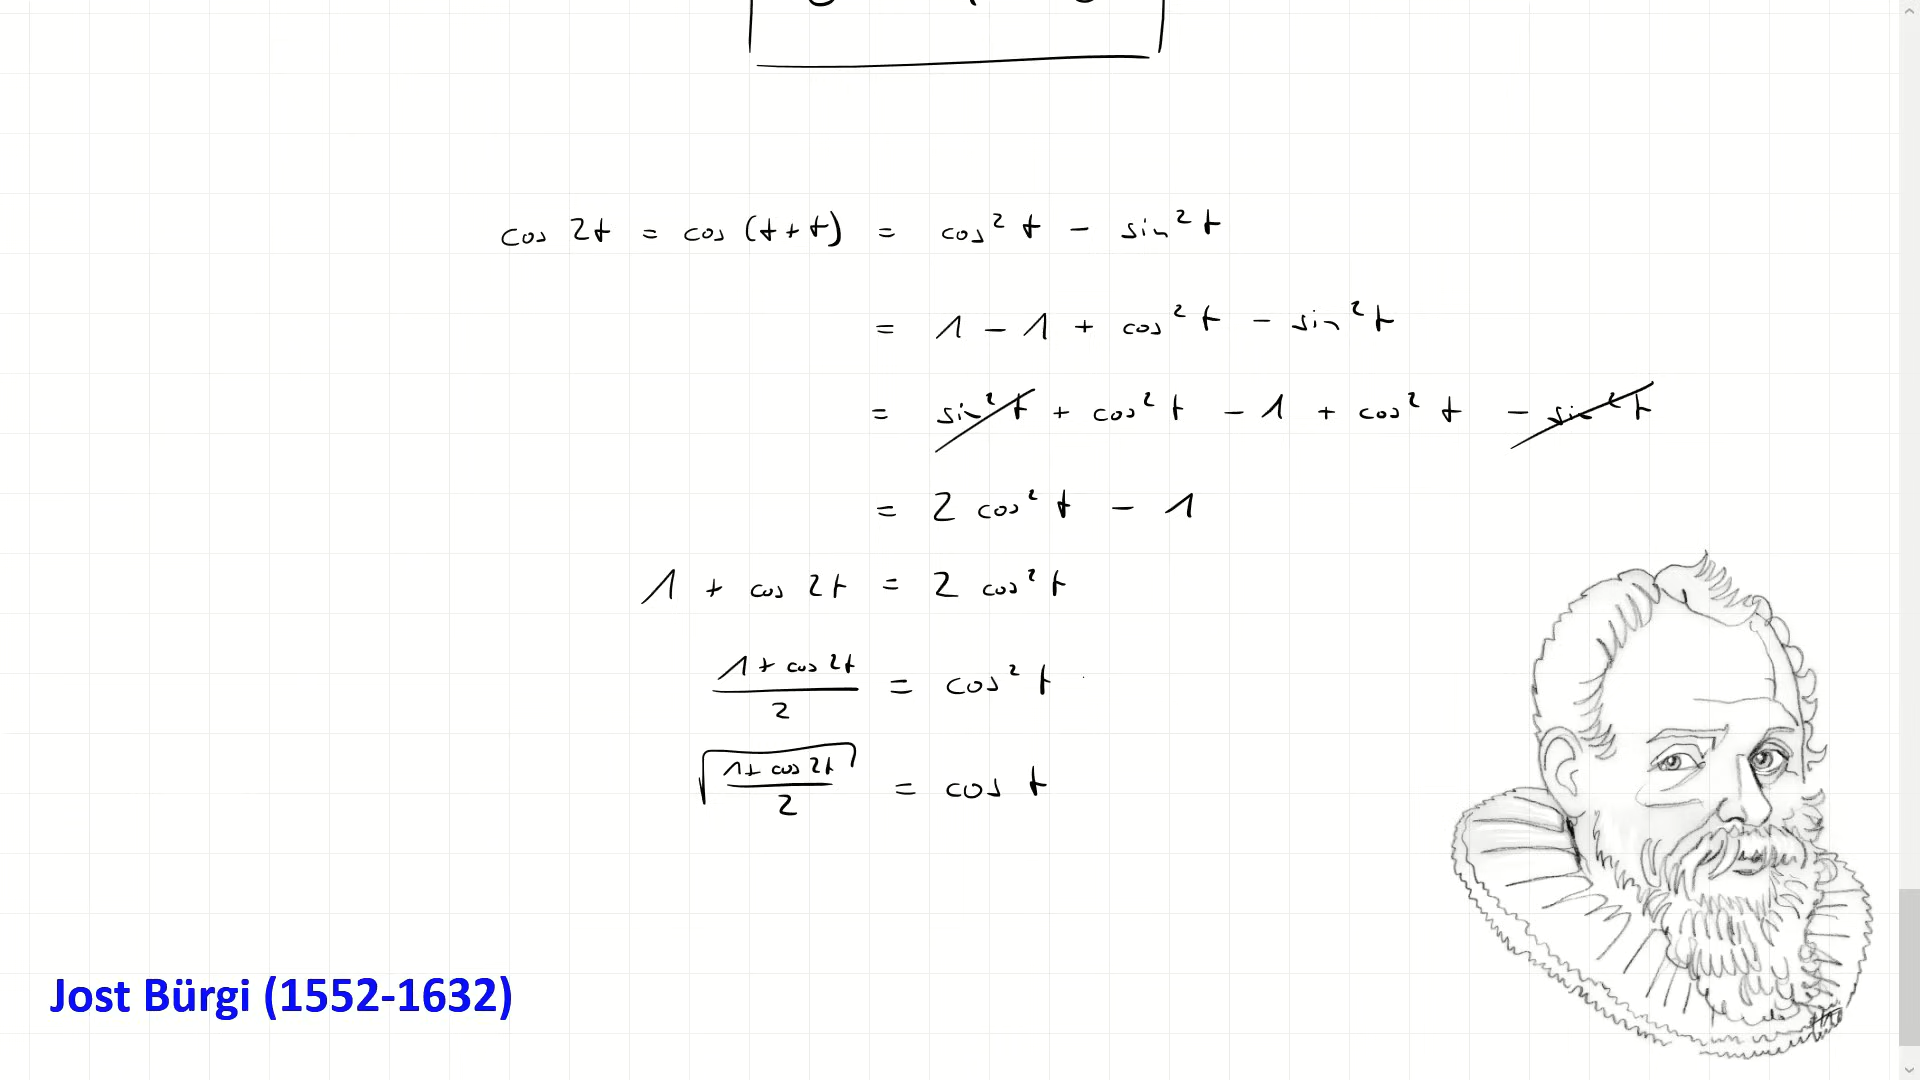 cos 2t = cos (t+t) = cos² t - sin² t
= 1 - 1 + cos² t - sin² t
= sin² t + cos² t - 1 + cos² t - sin² t
= 2 cos² t - 1
1 + cos 2t = 2 cos² t
(1 + cos 2t)/2 = cos² t
√((1 + cos 2t)/2) = cos t
Jost Bürgi (1552-1632)